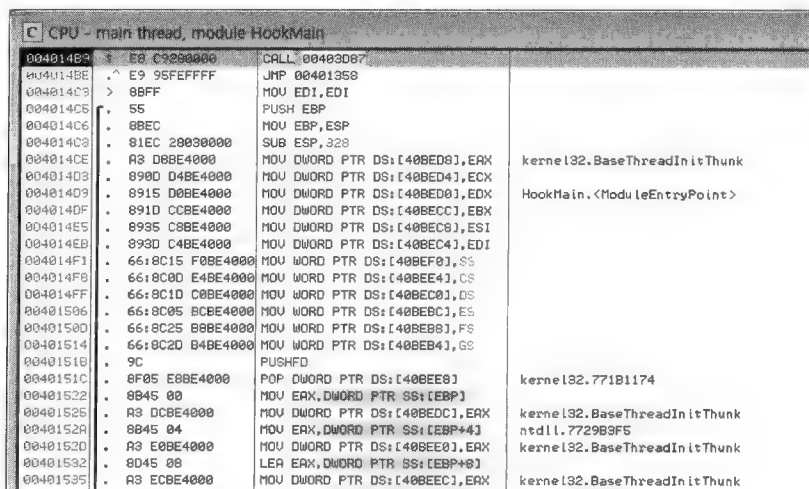 C CPU - main thread, module HookMain
004014B9 $ E8 C9280000 CALL 00403D87
004014BE .^ E9 95FEFFFF JMP 00401358
004014C3 > 8BFF MOV EDI,EDI
004014C5 . 55 PUSH EBP
004014C6 . 8BEC MOV EBP,ESP
004014C8 . 81EC 28030000 SUB ESP,328
004014CE . A3 D8BE4000 MOV DWORD PTR DS:[40BED8],EAX kernel32.BaseThreadInitThunk
004014D3 . 890D D4BE4000 MOV DWORD PTR DS:[40BED4],ECX
004014D9 . 8915 D0BE4000 MOV DWORD PTR DS:[40BED0],EDX HookMain.<ModuleEntryPoint>
004014DF . 891D CCBE4000 MOV DWORD PTR DS:[40BECC],EBX
004014E5 . 8935 C8BE4000 MOV DWORD PTR DS:[40BEC8],ESI
004014EB . 893D C4BE4000 MOV DWORD PTR DS:[40BEC4],EDI
004014F1 . 66:8C15 F0BE4000 MOV WORD PTR DS:[40BEF0],SS
004014F8 . 66:8C0D E4BE4000 MOV WORD PTR DS:[40BEE4],CS
004014FF . 66:8C1D C0BE4000 MOV WORD PTR DS:[40BEC0],DS
00401506 . 66:8C05 BCBE4000 MOV WORD PTR DS:[40BEBC],ES
0040150D . 66:8C25 B8BE4000 MOV WORD PTR DS:[40BEB8],FS
00401514 . 66:8C2D B4BE4000 MOV WORD PTR DS:[40BEB4],GS
0040151B . 9C PUSHFD
0040151C . 8F05 E8BE4000 POP DWORD PTR DS:[40BEE8] kernel32.771B1174
00401522 . 8B45 00 MOV EAX,DWORD PTR SS:[EBP]
00401525 . A3 DCBE4000 MOV DWORD PTR DS:[40BEDC],EAX kernel32.BaseThreadInitThunk
0040152A . 8B45 04 MOV EAX,DWORD PTR SS:[EBP+4] ntdll.7729B3F5
0040152D . A3 E0BE4000 MOV DWORD PTR DS:[40BEE0],EAX kernel32.BaseThreadInitThunk
00401532 . 8D45 08 LEA EAX,DWORD PTR SS:[EBP+8]
00401535 . A3 ECBE4000 MOV DWORD PTR DS:[40BEEC],EAX kernel32.BaseThreadInitThunk